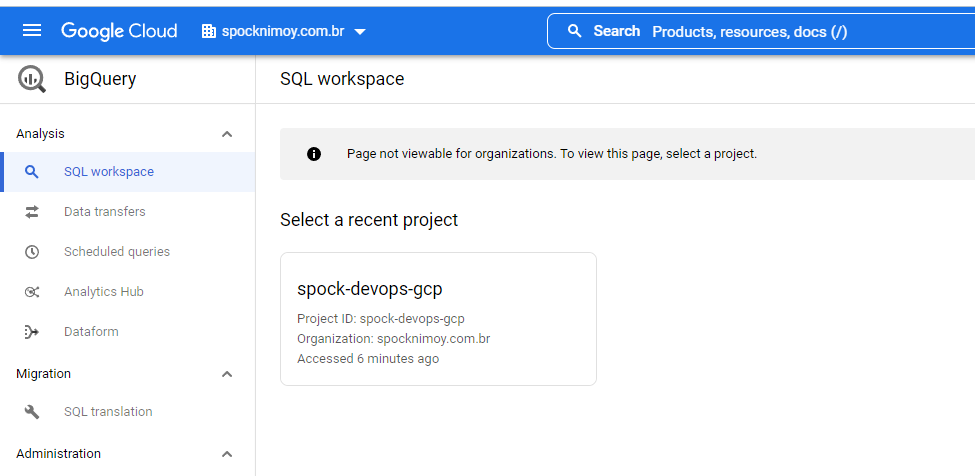 Google Cloud
spocknimoy.com.br
Search Products, resources, docs (/)
BigQuery
SQL workspace
Analysis
SQL workspace
Data transfers
Scheduled queries
Analytics Hub
Dataform
Migration
SQL translation
Administration
Page not viewable for organizations. To view this page, select a project.
Select a recent project
spock-devops-gcp
Project ID: spock-devops-gcp
Organization: spocknimoy.com.br
Accessed 6 minutes ago